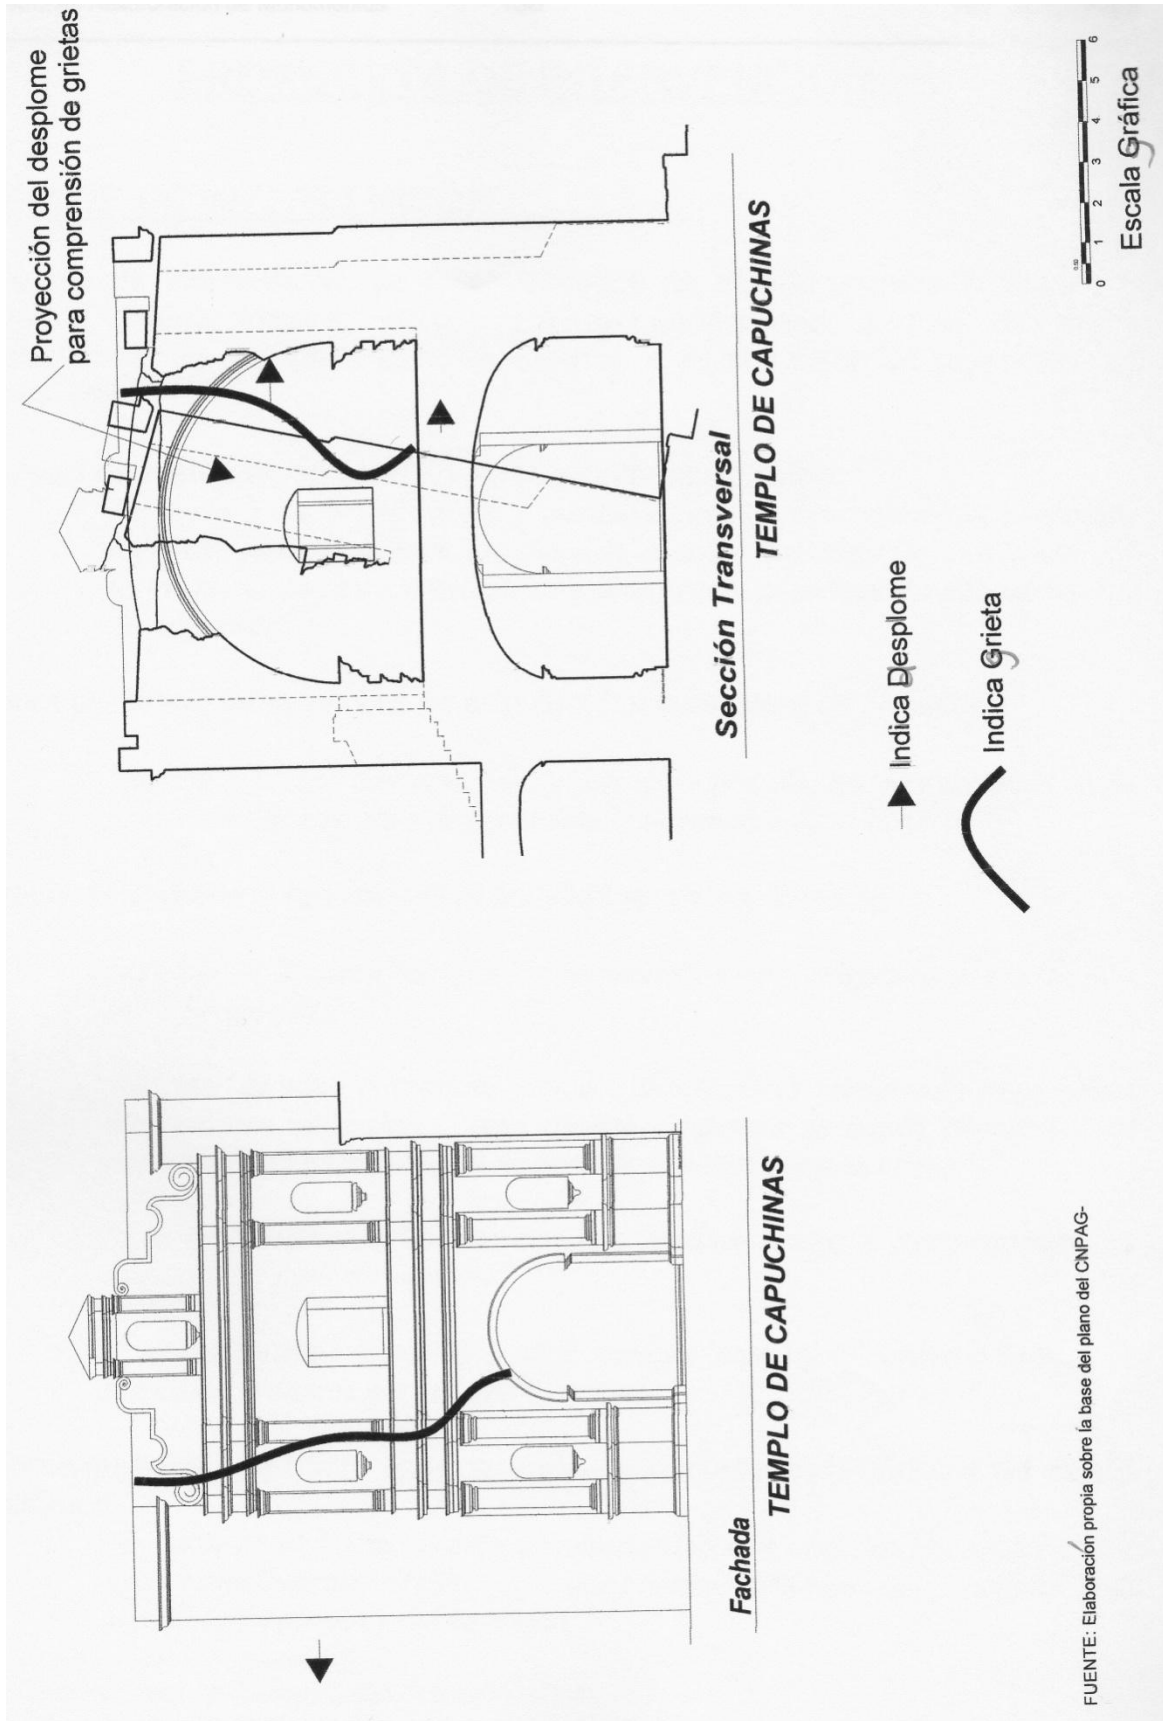 Proyección del desplome
para comprensión de grietas
Fachada
TEMPLO DE CAPUCHINAS
Sección Transversal
TEMPLO DE CAPUCHINAS
Indica Desplome
Indica Grieta
FUENTE: Elaboración propia sobre la base del plano del CNPAG-
0.50
0 1 2 3 4 5 6
Escala Gráfica